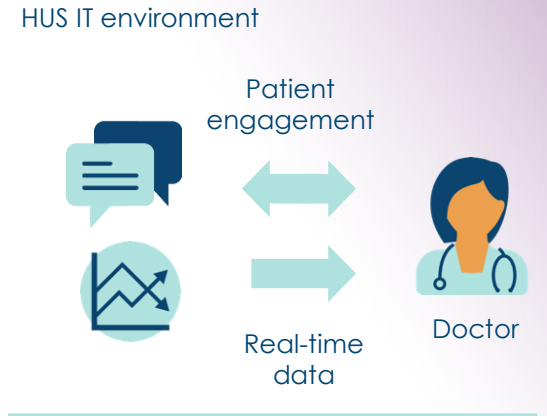 HUS IT environment
Patient
engagement
Doctor
Real-time
data